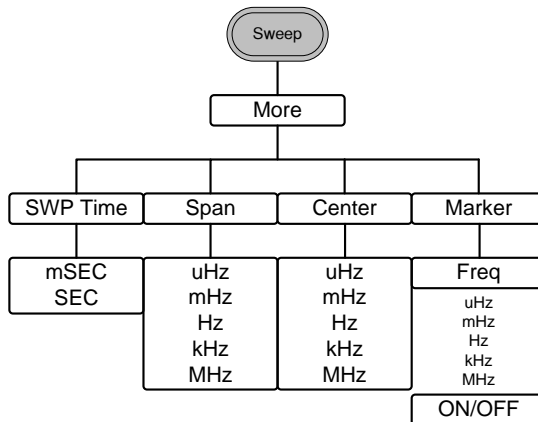 Sweep
More
SWP Time
Span
Center
Marker
mSEC
SEC
uHz
mHz
Hz
kHz
MHz
uHz
mHz
Hz
kHz
MHz
Freq
uHz
mHz
Hz
kHz
MHz
ON/OFF